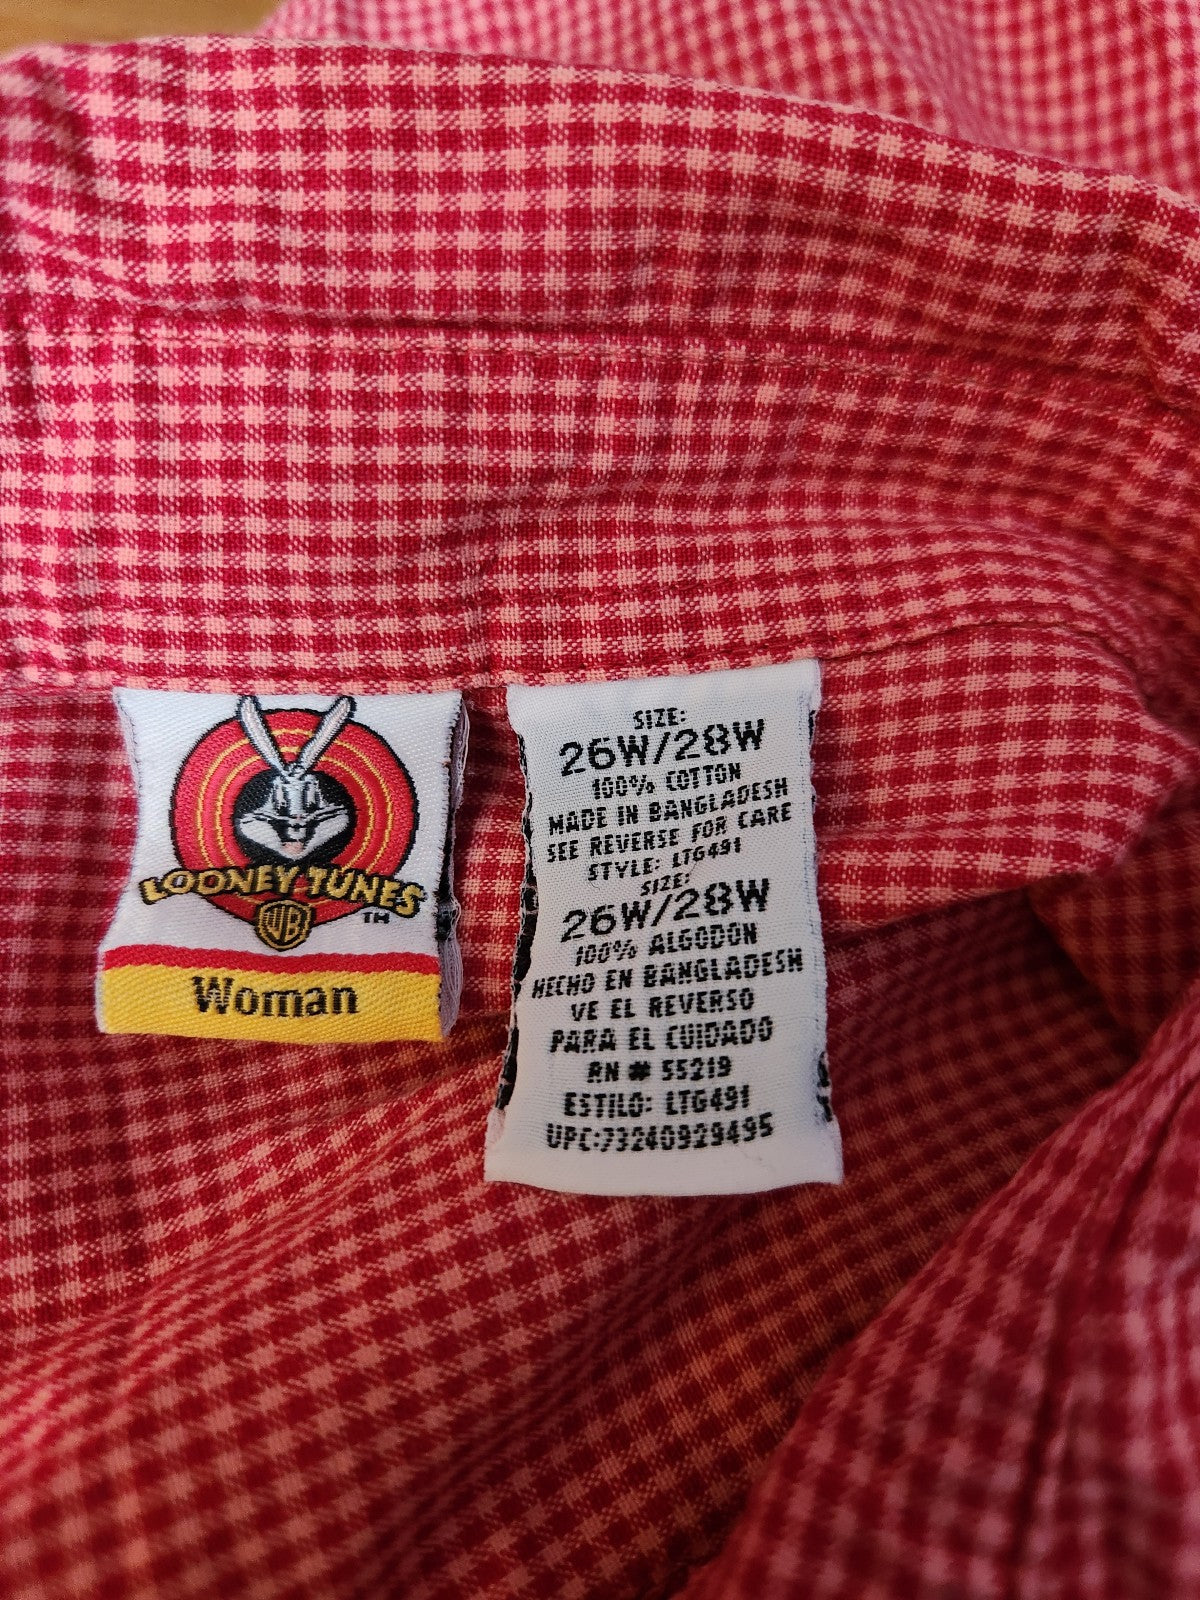 LOONEY TUNES
WB
TM
Woman
SIZE:
26W/28W
100% COTTON
MADE IN BANGLADESH
SEE REVERSE FOR CARE
STYLE: LTG491
SIZE:
26W/28W
100% ALGODON
HECHO EN BANGLADESH
VE EL REVERSO
PARA EL CUIDADO
RN # 55219
ESTILO: LTG491
UPC:73240929495